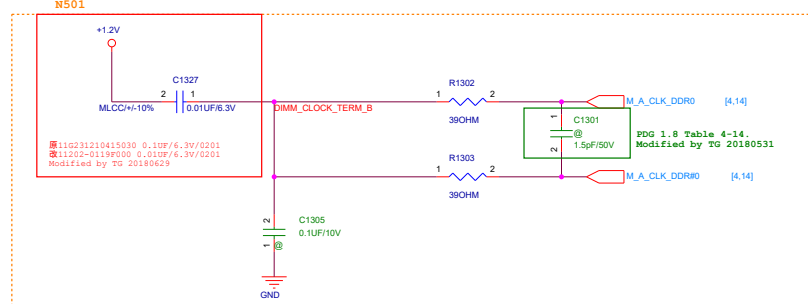 N501
+1.2V
C1327
2
1
MLCC/+/-10%
0.01UF/6.3V
DIMM_CLOCK_TERM_B
原11G231210415030 0.1UF/6.3V/0201
改11202-0119F000 0.01UF/6.3V/0201
Modified by TG 20180629
R1302
1
2
39OHM
M_A_CLK_DDR0
[4,14]
1
C1301
@
2
1.5pF/50V
PDG 1.8 Table 4-14.
Modified by TG 20180531
R1303
1
2
39OHM
M_A_CLK_DDR#0
[4,14]
2
C1305
0.1UF/10V
1
@
GND